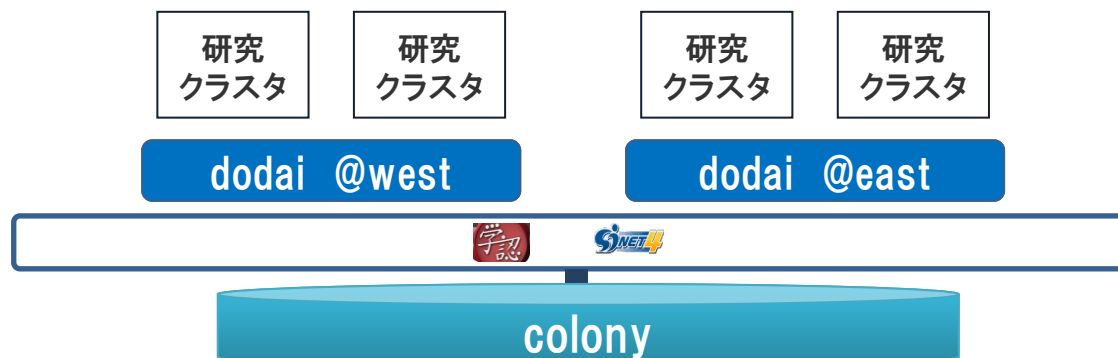 研究
クラスタ
研究
クラスタ
研究
クラスタ
研究
クラスタ
dodai @west
dodai @east
学認
SINET4
colony